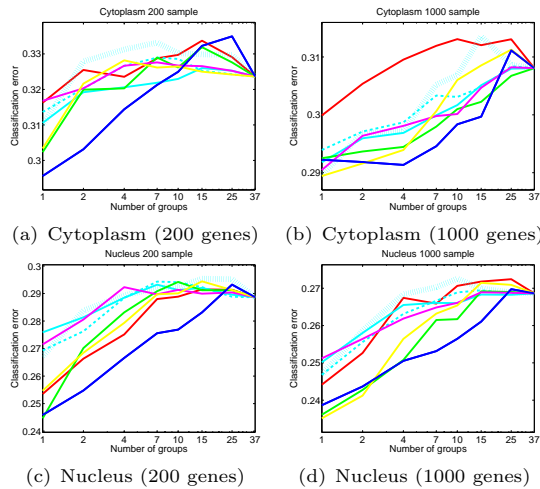 Cytoplasm 200 sample
Classification error
0.33
0.32
0.31
0.3
1 2 4 7 10 15 25 37
Number of groups
(a) Cytoplasm (200 genes)
Cytoplasm 1000 sample
Classification error
0.31
0.3
0.29
1 2 4 7 10 15 25 37
Number of groups
(b) Cytoplasm (1000 genes)
Nucleus 200 sample
Classification error
0.3
0.29
0.28
0.27
0.26
0.25
0.24
1 2 4 7 10 15 25 37
Number of groups
(c) Nucleus (200 genes)
Nucleus 1000 sample
Classification error
0.27
0.26
0.25
0.24
1 2 4 7 10 15 25 37
Number of groups
(d) Nucleus (1000 genes)